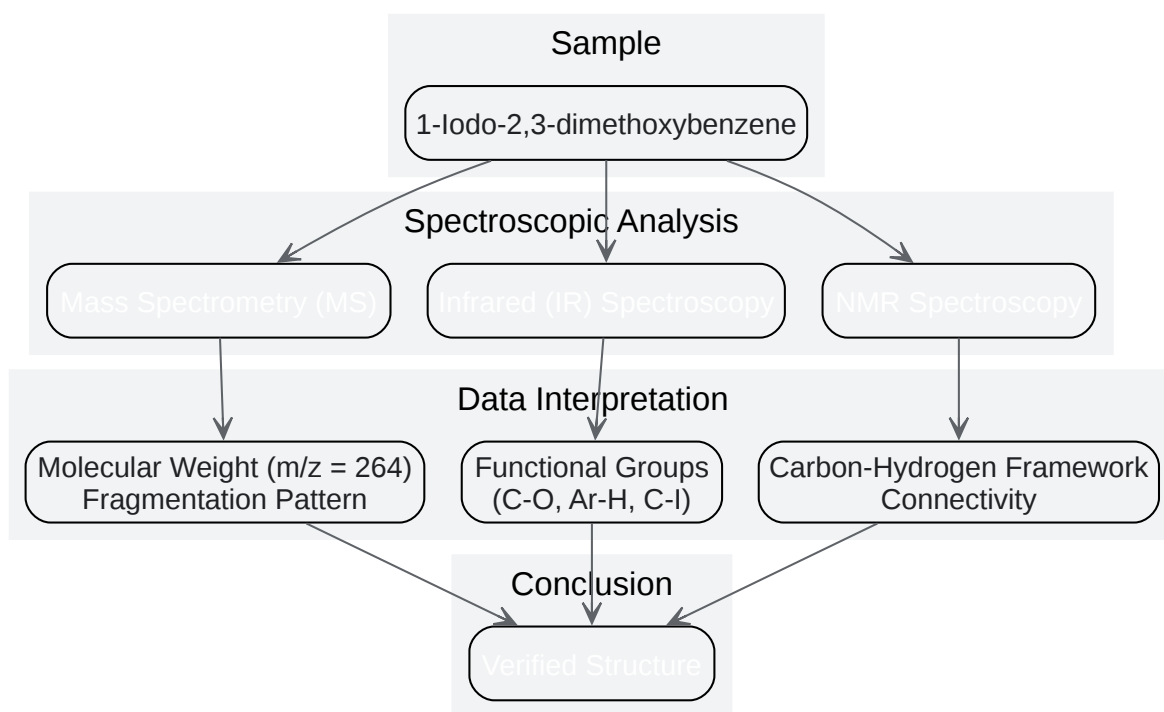 Sample
1-Iodo-2,3-dimethoxybenzene
Spectroscopic Analysis
Mass Spectrometry (MS)
Infrared (IR) Spectroscopy
NMR Spectroscopy
Data Interpretation
Molecular Weight (m/z = 264)
Fragmentation Pattern
Functional Groups
(C-O, Ar-H, C-I)
Carbon-Hydrogen Framework
Connectivity
Conclusion
Verified Structure